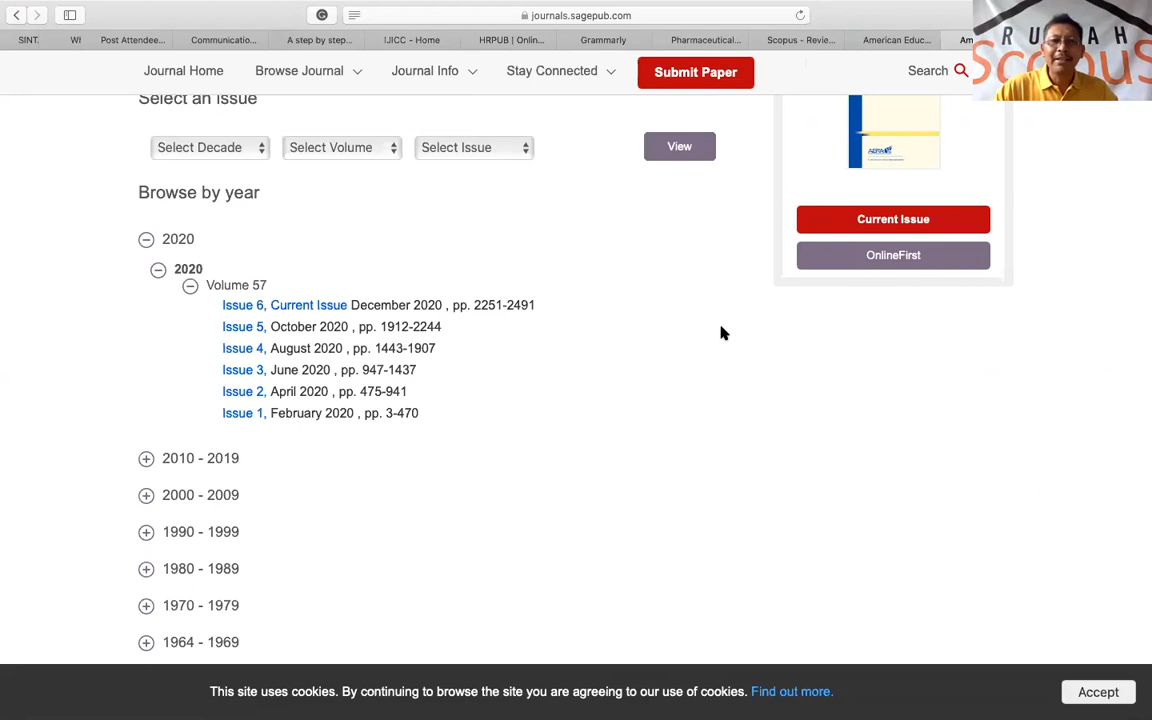 journals.sagepub.com
SINT.
Post Attendee...
Communicatio...
A step by step...
IJICC - Home
HRPUB | Onlin...
Grammarly
Pharmaceutical...
Scopus - Revie...
American Educ...
Am
RUMAH
Scopus
Journal Home
Browse Journal
Journal Info
Stay Connected
Submit Paper
Search
Select an Issue
Select Decade
Select Volume
Select Issue
View
AERA
Current Issue
OnlineFirst
Browse by year
2020
2020
Volume 57
Issue 6, Current Issue December 2020 , pp. 2251-2491
Issue 5, October 2020 , pp. 1912-2244
Issue 4, August 2020 , pp. 1443-1907
Issue 3, June 2020 , pp. 947-1437
Issue 2, April 2020 , pp. 475-941
Issue 1, February 2020 , pp. 3-470
2010 - 2019
2000 - 2009
1990 - 1999
1980 - 1989
1970 - 1979
1964 - 1969
This site uses cookies. By continuing to browse the site you are agreeing to our use of cookies. Find out more.
Accept